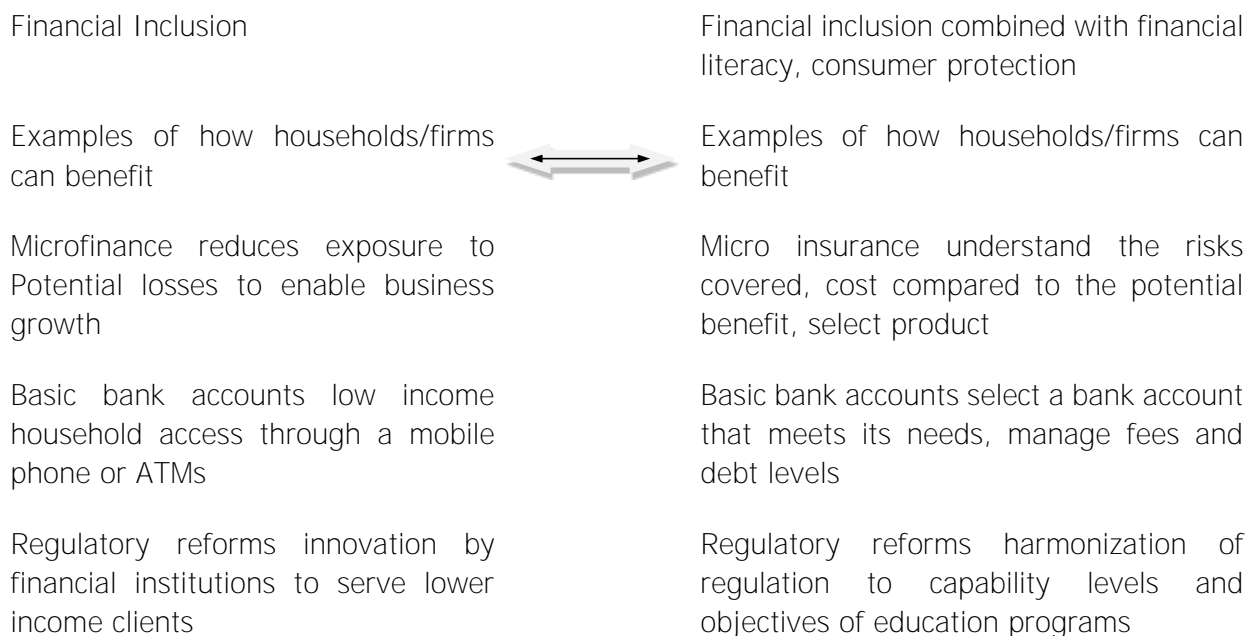 Financial Inclusion
Financial inclusion combined with financial
literacy, consumer protection
Examples of how households/firms
can benefit
Examples of how households/firms can
benefit
Microfinance reduces exposure to
Potential losses to enable business
growth
Micro insurance understand the risks
covered, cost compared to the potential
benefit, select product
Basic bank accounts low income
household access through a mobile
phone or ATMs
Basic bank accounts select a bank account
that meets its needs, manage fees and
debt levels
Regulatory reforms innovation by
financial institutions to serve lower
income clients
Regulatory reforms harmonization of
regulation to capability levels and
objectives of education programs